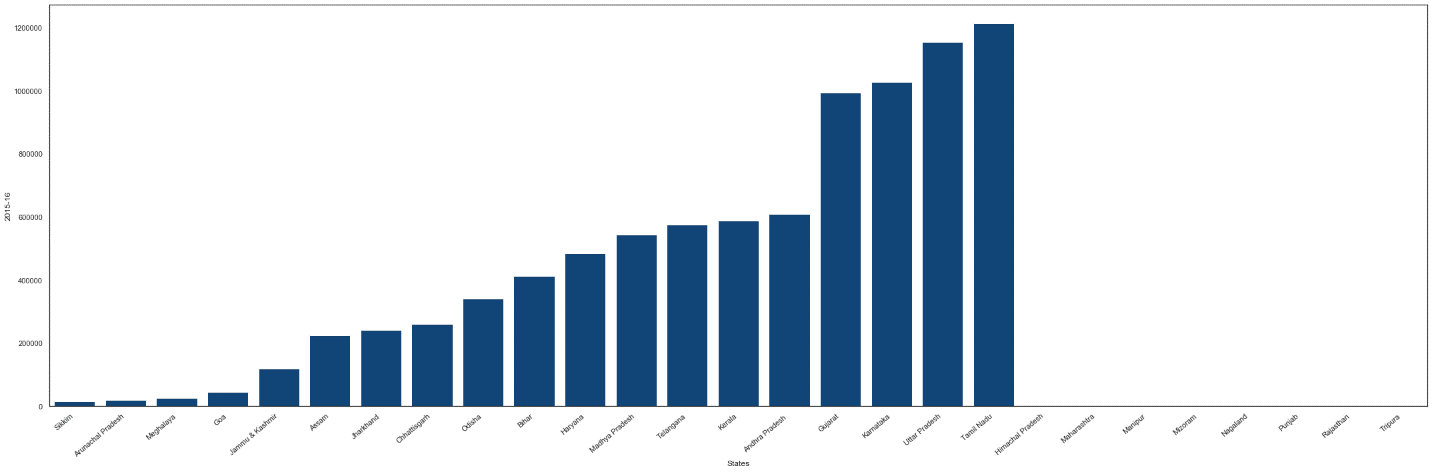 1200000
1000000
800000
600000
400000
200000
0
2015-16
Sikkim
Arunachal Pradesh
Meghalaya
Goa
Jammu & Kashmir
Assam
Jharkhand
Chhattisgarh
Odisha
Bihar
Haryana
Madhya Pradesh
Telangana
Kerala
Andhra Pradesh
Gujarat
Karnataka
Uttar Pradesh
Tamil Nadu
Himachal Pradesh
Maharashtra
Manipur
Mizoram
Nagaland
Punjab
Rajasthan
Tripura
States